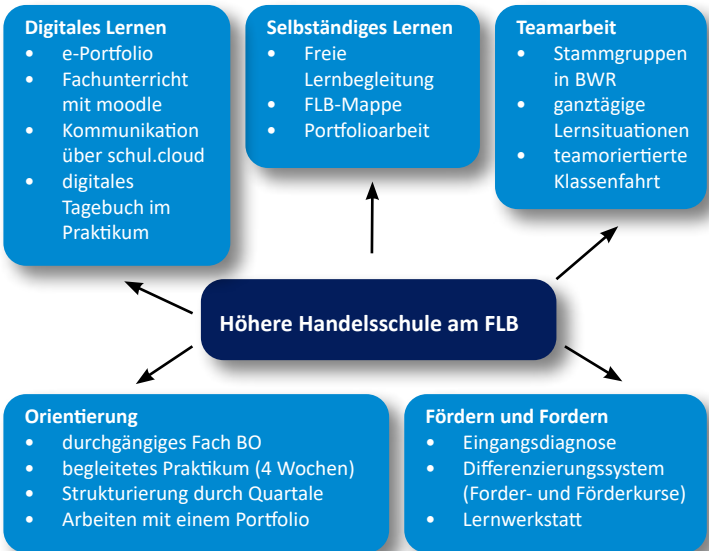 Digitales Lernen
• e-Portfolio
• Fachunterricht
mit moodle
• Kommunikation
über schul.cloud
• digitales
Tagebuch im
Praktikum
Selbständiges Lernen
• Freie
Lernbegleitung
• FLB-Mappe
• Portfolioarbeit
Teamarbeit
• Stammgruppen
in BWR
• ganztägige
Lernsituationen
• teamoriertierte
Klassenfahrt
Höhere Handelsschule am FLB
Orientierung
• durchgängiges Fach BO
• begleitetes Praktikum (4 Wochen)
• Strukturierung durch Quartale
• Arbeiten mit einem Portfolio
Fördern und Fordern
• Eingangsdiagnose
• Differenzierungssystem
(Forder- und Förderkurse)
• Lernwerkstatt